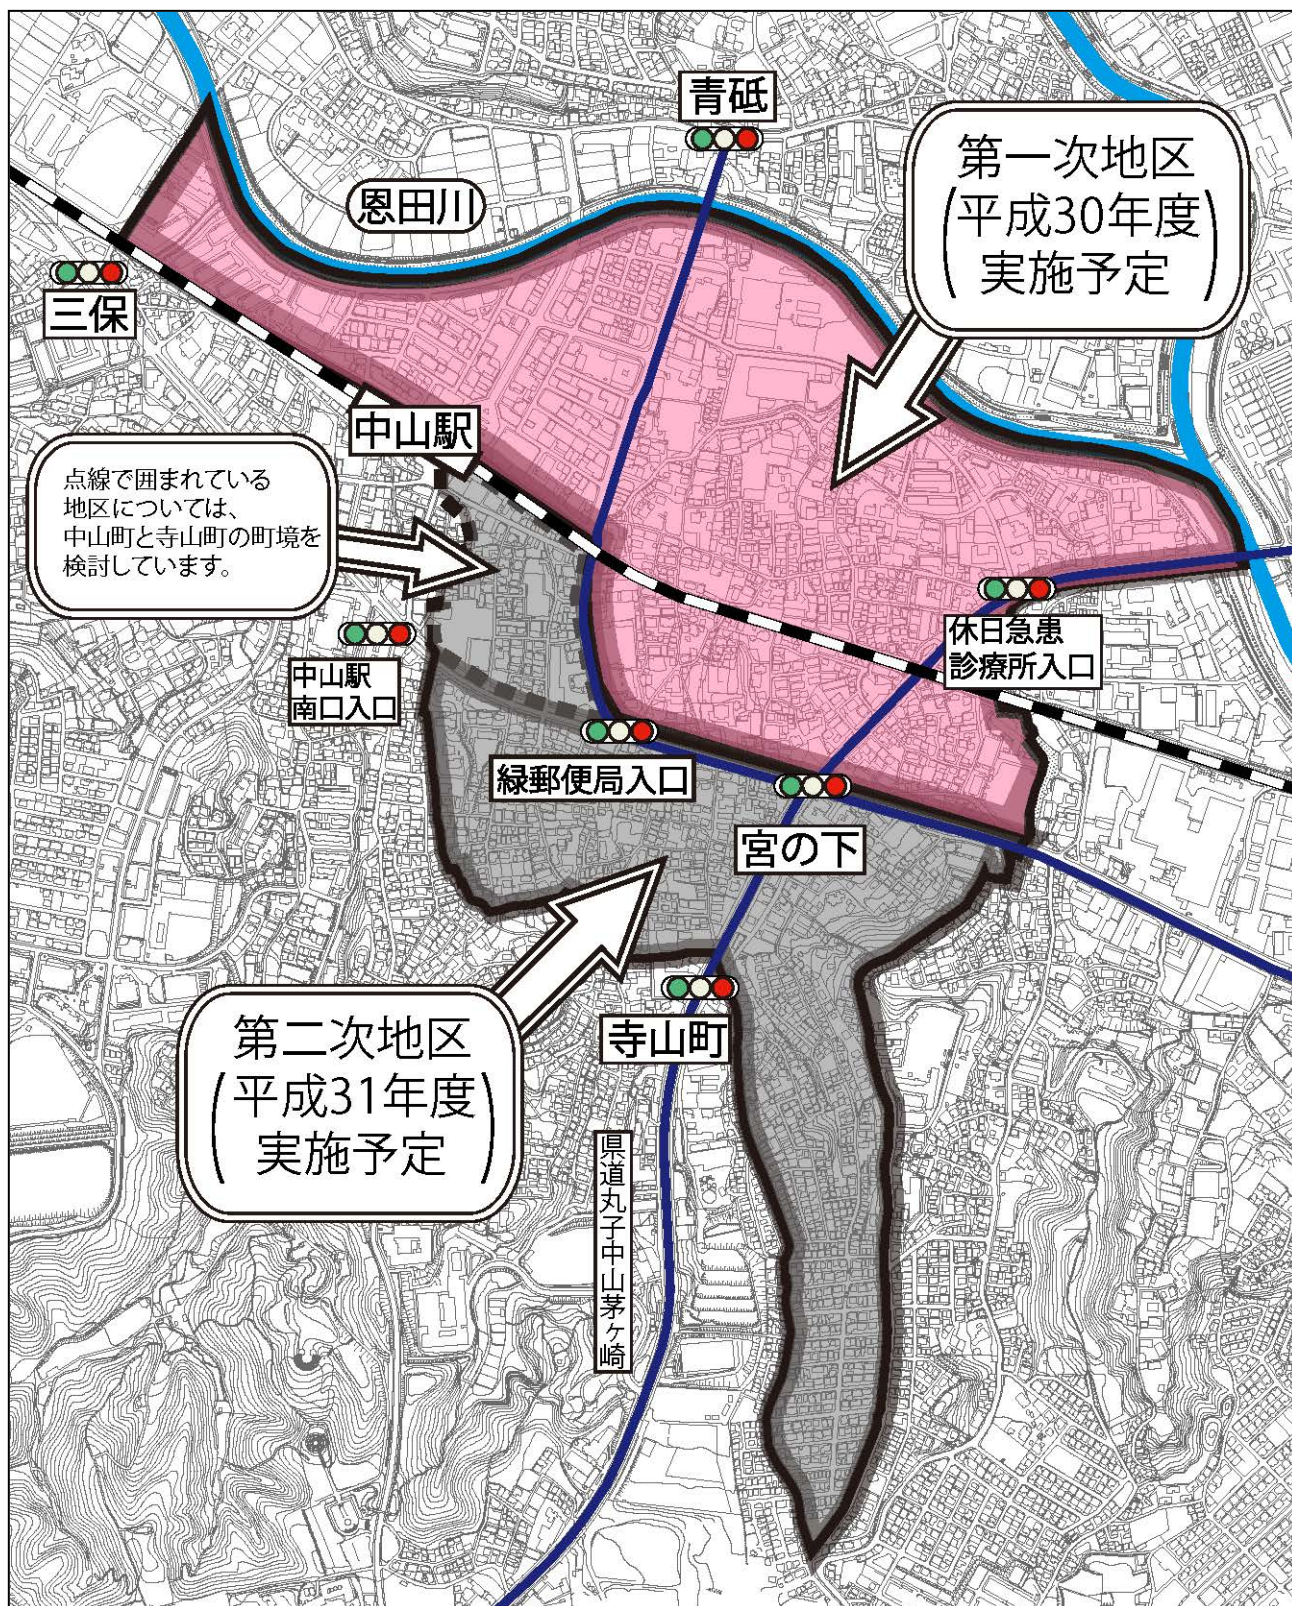 青砥
第一次地区
(平成30年度
実施予定)
恩田川
三保
中山駅
点線で囲まれている
地区については、
中山町と寺山町の町境を
検討しています。
休日急患
診療所入口
中山駅
南口入口
緑郵便局入口
宮の下
第二次地区
(平成31年度
実施予定)
寺山町
県道丸子中山茅ヶ崎